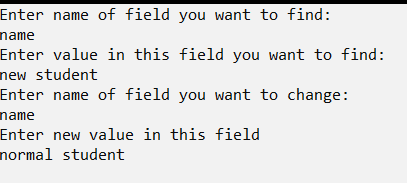 Enter name of field you want to find:
name
Enter value in this field you want to find:
new student
Enter name of field you want to change:
name
Enter new value in this field
normal student